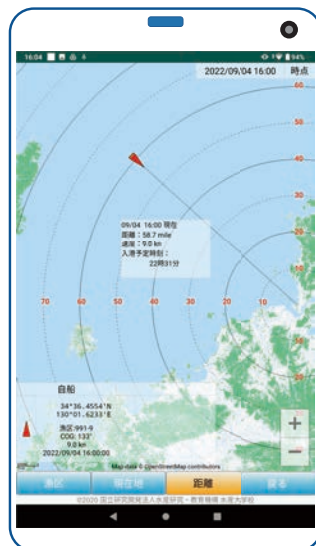 16:04
94%
2022/09/04 16:00 時点
60
50
40
30
20
10
09/04 16:00 現在
距離：58.7 mile
速度：9.0 kn
入港予定時刻：
22時31分
70 60 50 40 30 20 10
10
20
自船
34°36.4554'N
130°01.6233'E
漁区:991-9
COG: 133°
9.0 kn
2022/09/04 16:00:00
+
−
Map data © OpenStreetMap contributors
漁区 現在地 距離 戻る
©2020 国立研究開発法人水産研究・教育機構 水産大学校